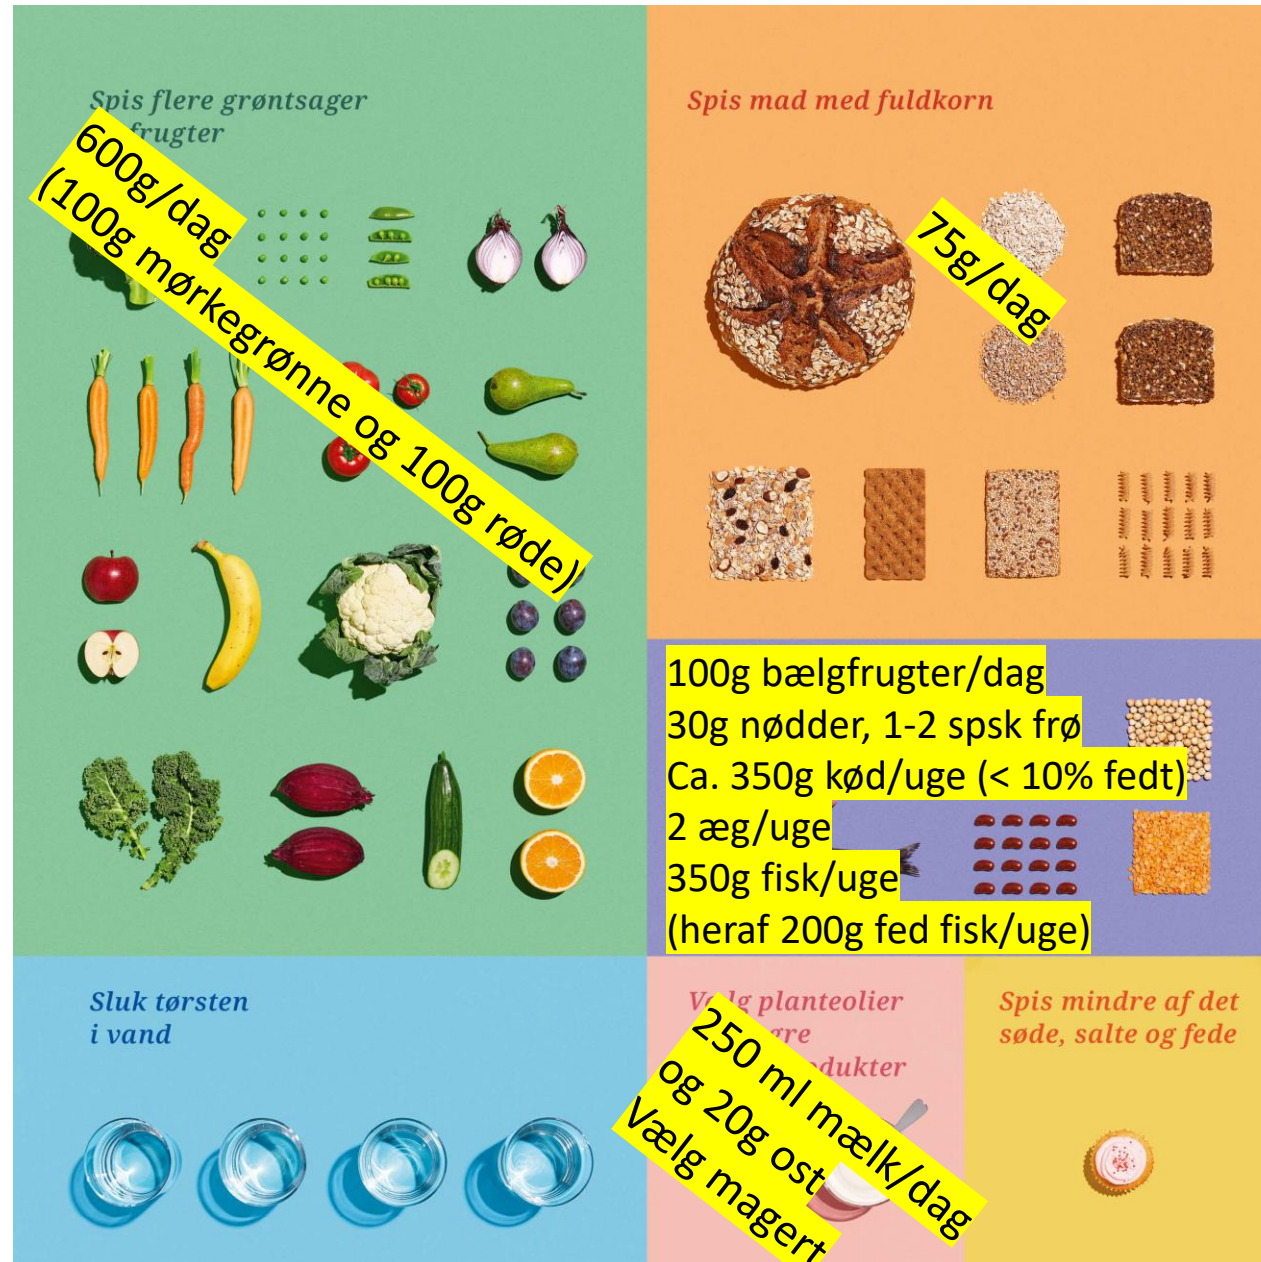 Spis flere grøntsager
frugter
600g/dag
(100g mørkegrønne og 100g røde)
Spis mad med fuldkorn
75g/dag
100g bælgfrugter/dag
30g nødder, 1-2 spsk frø
Ca. 350g kød/uge (< 10% fedt)
2 æg/uge
350g fisk/uge
(heraf 200g fed fisk/uge)
Sluk tørsten
i vand
Vælg planteolier
250 ml mælk/dag
og 20g ost
Vælg magert
Spis mindre af det
søde, salte og fede